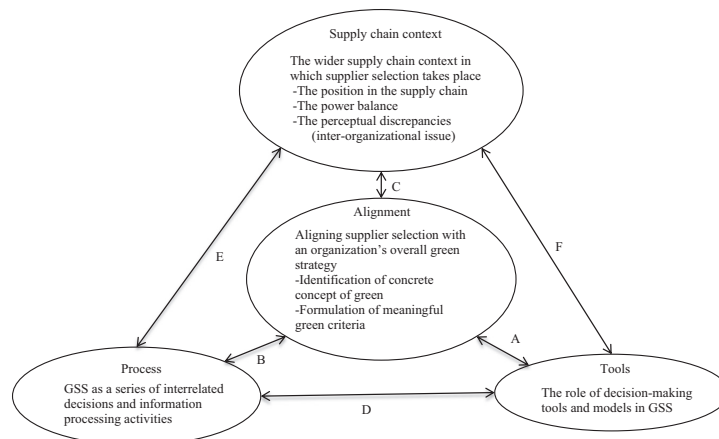 Supply chain context
The wider supply chain context in
which supplier selection takes place
-The position in the supply chain
-The power balance
-The perceptual discrepancies
(inter-organizational issue)
C
Alignment
Aligning supplier selection with
an organization's overall green
strategy
-Identification of concrete
concept of green
-Formulation of meaningful
green criteria
E
F
A
B
Process
GSS as a series of interrelated
decisions and information
processing activities
D
Tools
The role of decision-making
tools and models in GSS